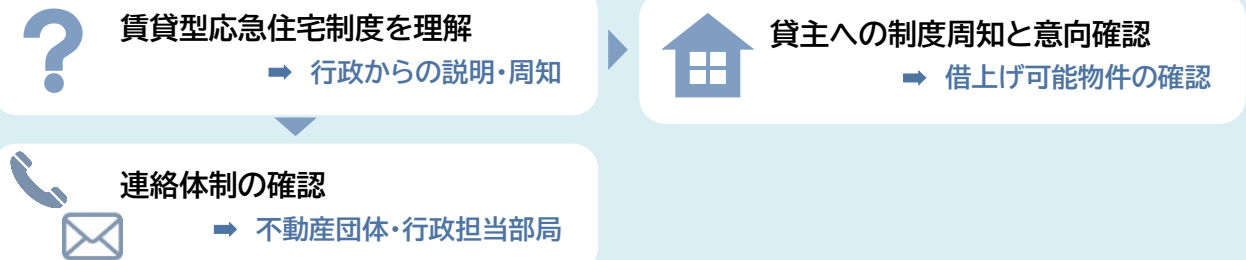 賃貸型応急住宅制度を理解
➡ 行政からの説明・周知
貸主への制度周知と意向確認
➡ 借上げ可能物件の確認
連絡体制の確認
➡ 不動産団体・行政担当部局